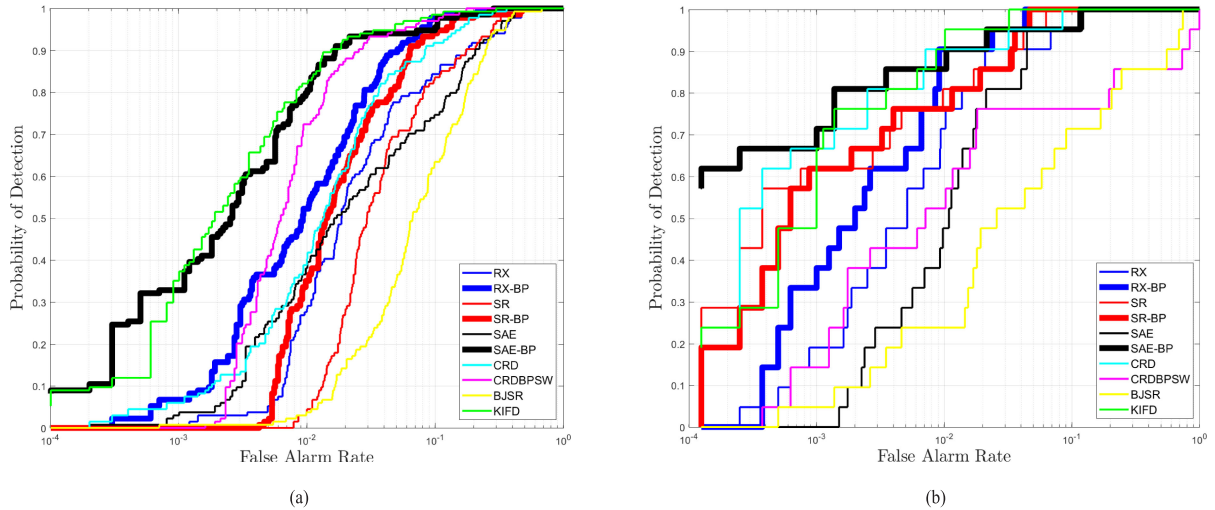 1
0.9
0.8
0.7
0.6
0.5
0.4
0.3
0.2
0.1
0
Probability of Detection
10-4
10-3
10-2
10-1
100
False Alarm Rate
RX
RX-BP
SR
SR-BP
SAE
SAE-BP
CRD
CRDBPSW
BJSR
KIFD
(a)
1
0.9
0.8
0.7
0.6
0.5
0.4
0.3
0.2
0.1
0
Probability of Detection
10-4
10-3
10-2
10-1
100
False Alarm Rate
RX
RX-BP
SR
SR-BP
SAE
SAE-BP
CRD
CRDBPSW
BJSR
KIFD
(b)